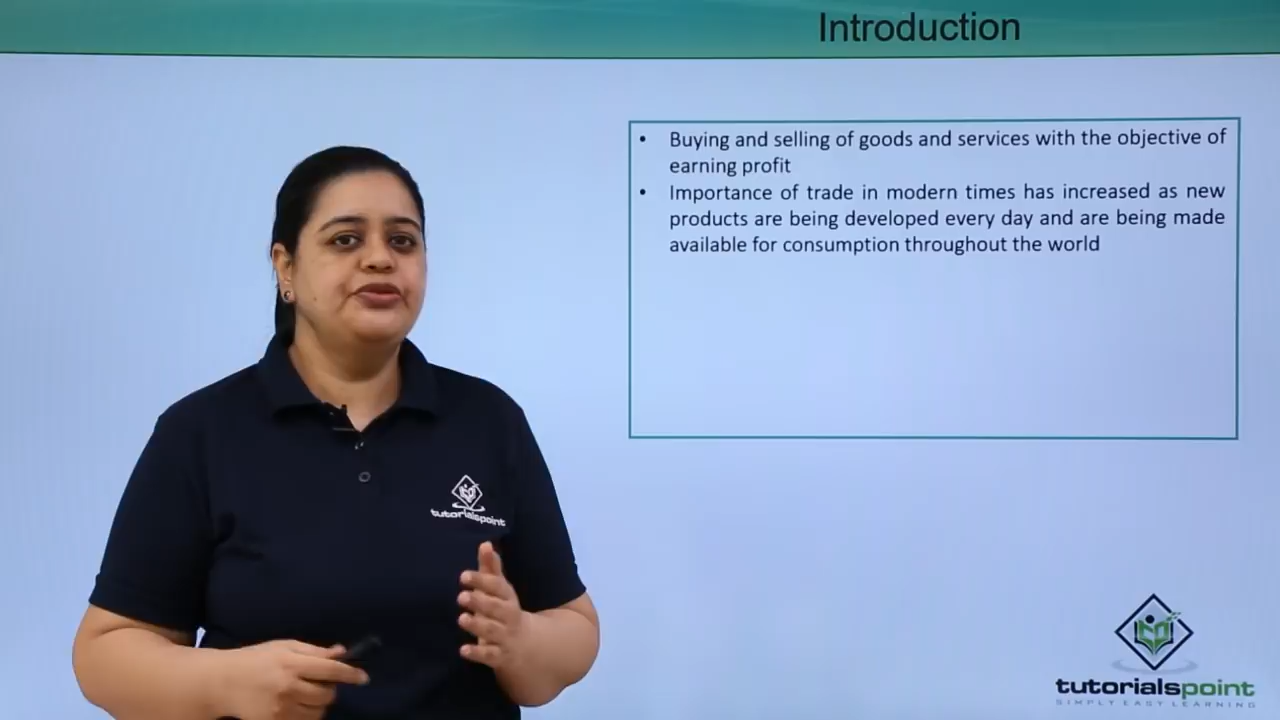 Introduction
• Buying and selling of goods and services with the objective of
earning profit
• Importance of trade in modern times has increased as new
products are being developed every day and are being made
available for consumption throughout the world
tutorialspoint
tutorialspoint
SIMPLY EASY LEARNING